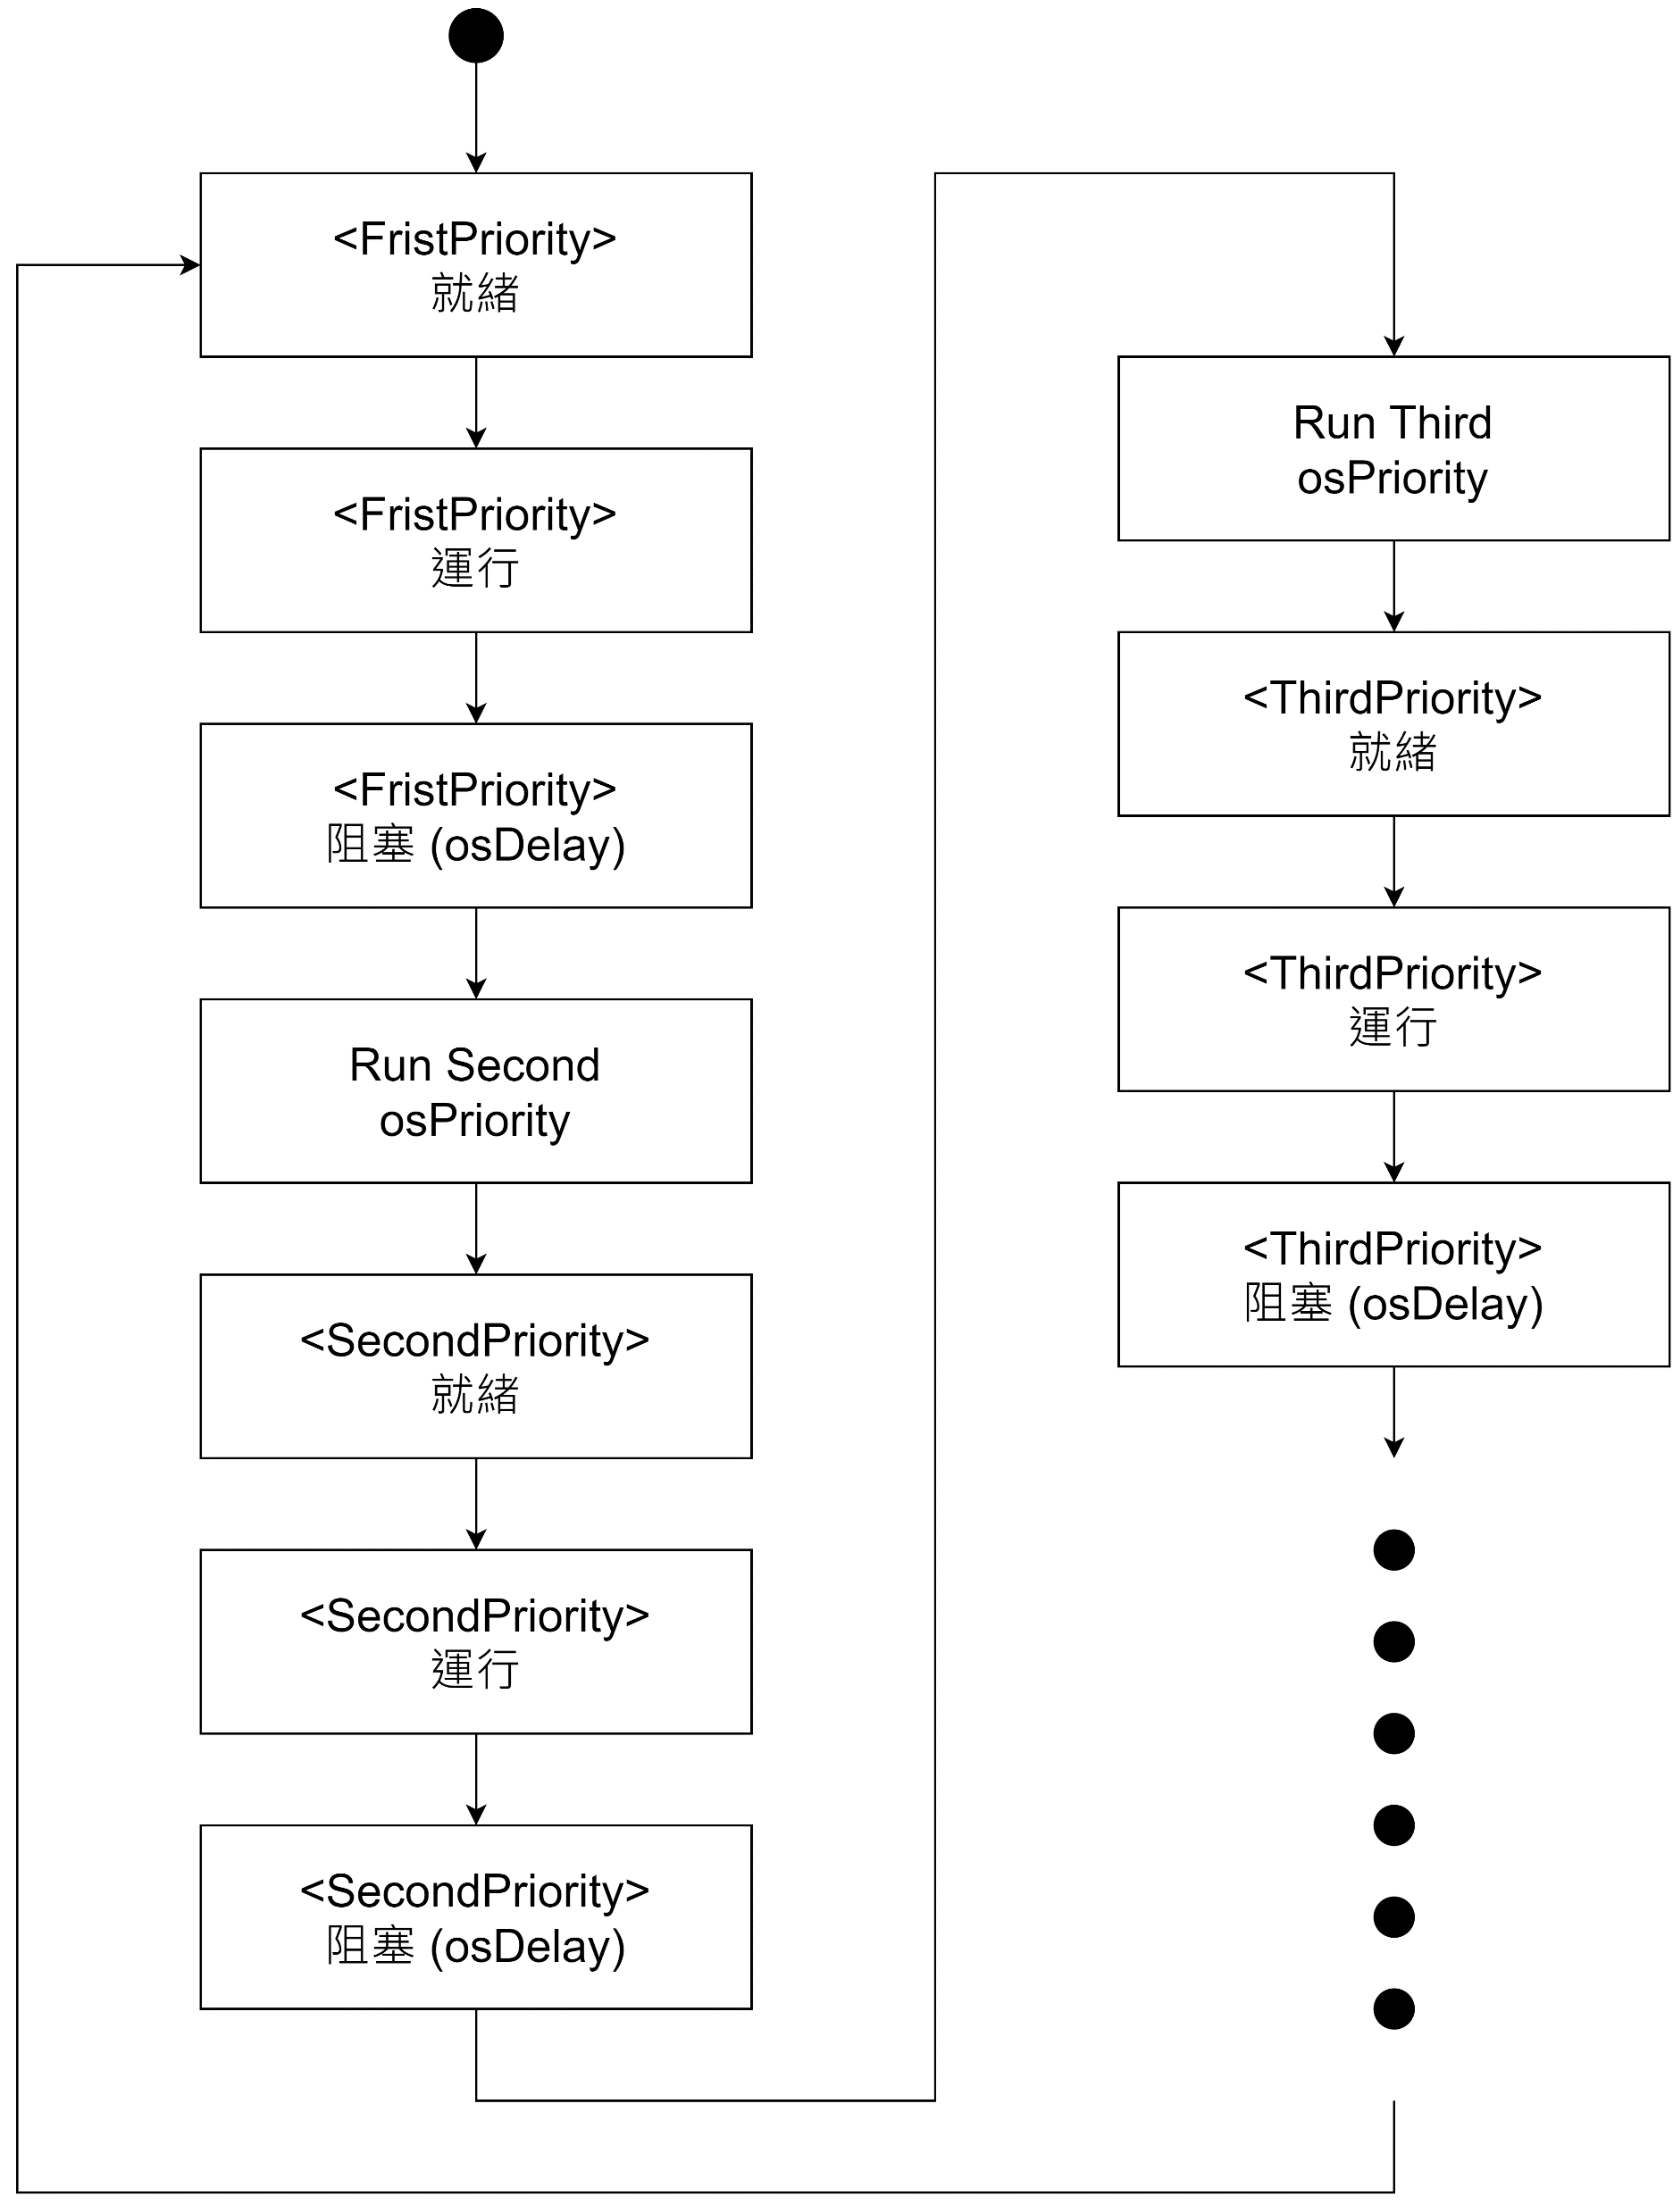 <FristPriority>
就緒
<FristPriority>
運行
<FristPriority>
阻塞 (osDelay)
Run Second
osPriority
<SecondPriority>
就緒
<SecondPriority>
運行
<SecondPriority>
阻塞 (osDelay)
Run Third
osPriority
<ThirdPriority>
就緒
<ThirdPriority>
運行
<ThirdPriority>
阻塞 (osDelay)